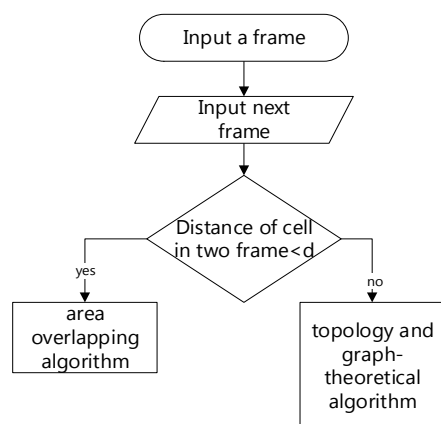 Input a frame
Input next
frame
Distance of cell
in two frame<d
yes
no
area
overlapping
algorithm
topology and
graph-
theoretical
algorithm